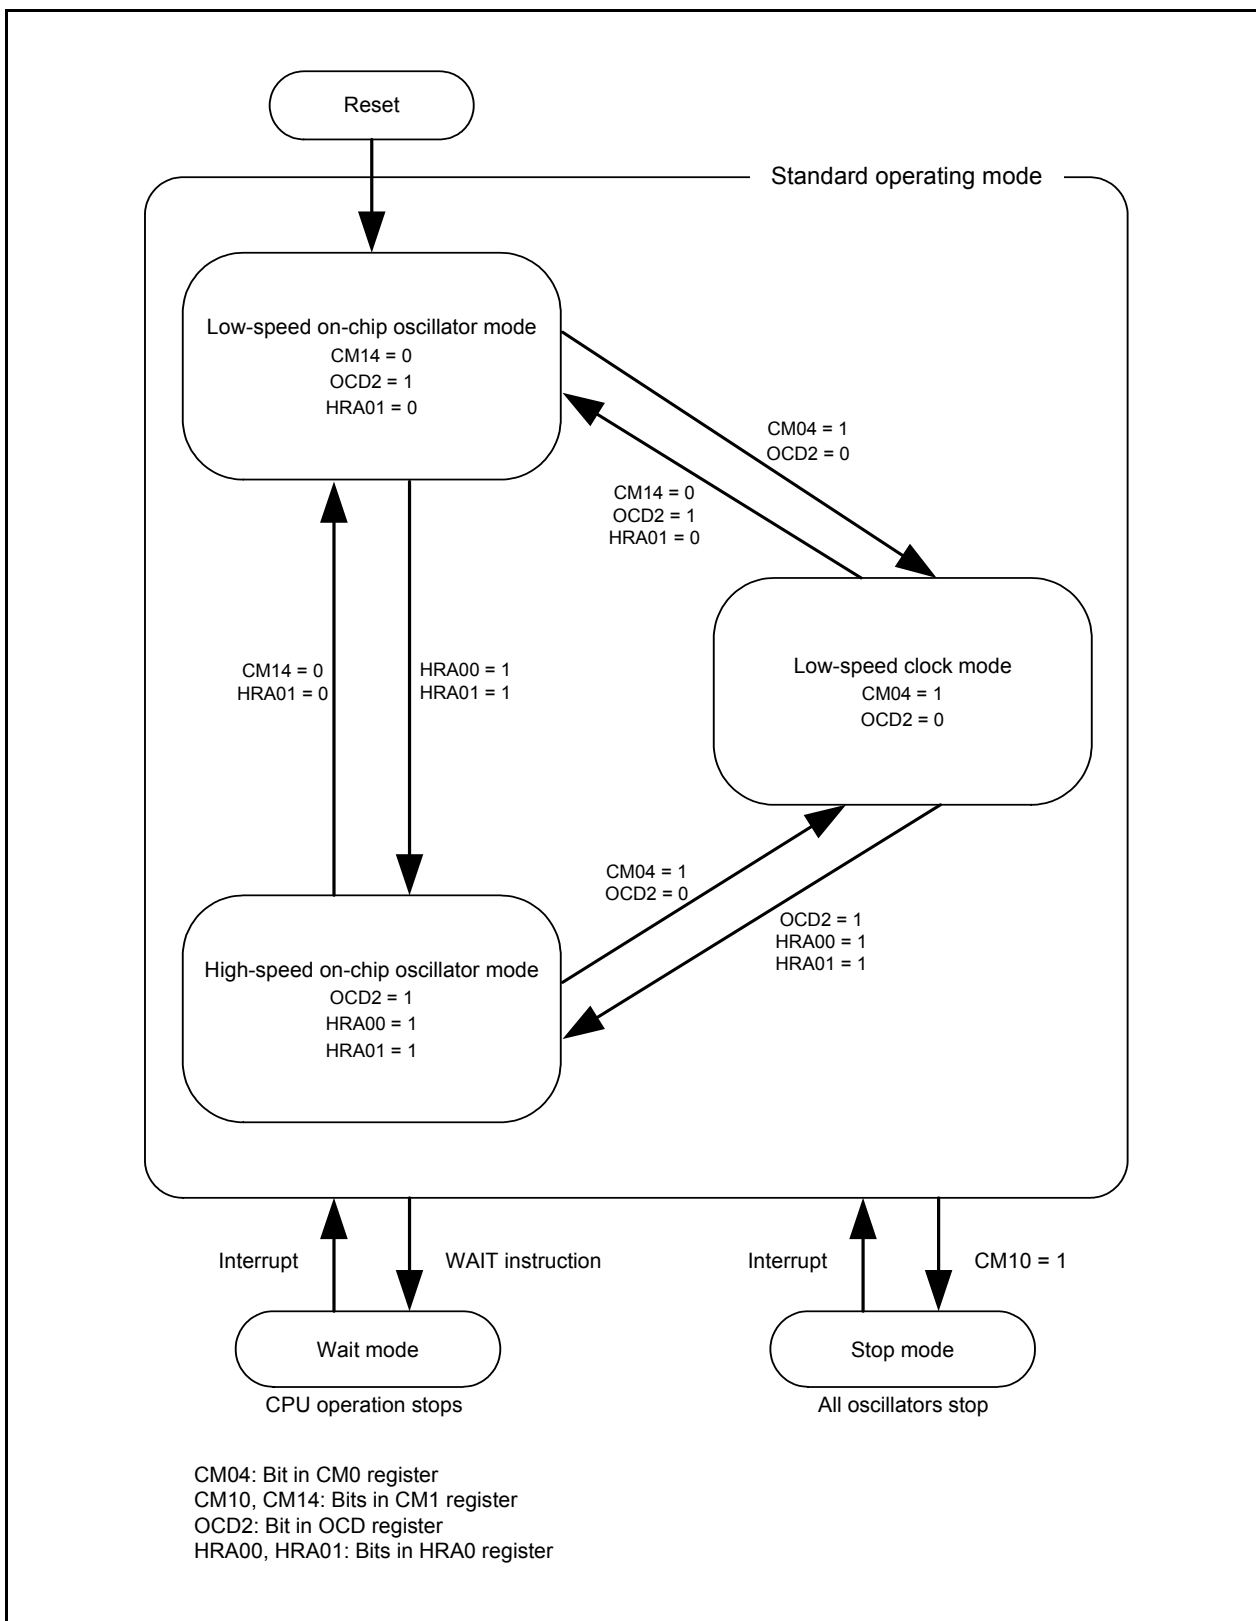 Reset
Standard operating mode
Low-speed on-chip oscillator mode
CM14 = 0
OCD2 = 1
HRA01 = 0
CM04 = 1
OCD2 = 0
CM14 = 0
OCD2 = 1
HRA01 = 0
CM14 = 0
HRA01 = 0
HRA00 = 1
HRA01 = 1
Low-speed clock mode
CM04 = 1
OCD2 = 0
CM04 = 1
OCD2 = 0
OCD2 = 1
HRA00 = 1
HRA01 = 1
High-speed on-chip oscillator mode
OCD2 = 1
HRA00 = 1
HRA01 = 1
Interrupt
WAIT instruction
Interrupt
CM10 = 1
Wait mode
Stop mode
CPU operation stops
All oscillators stop
CM04: Bit in CM0 register
CM10, CM14: Bits in CM1 register
OCD2: Bit in OCD register
HRA00, HRA01: Bits in HRA0 register